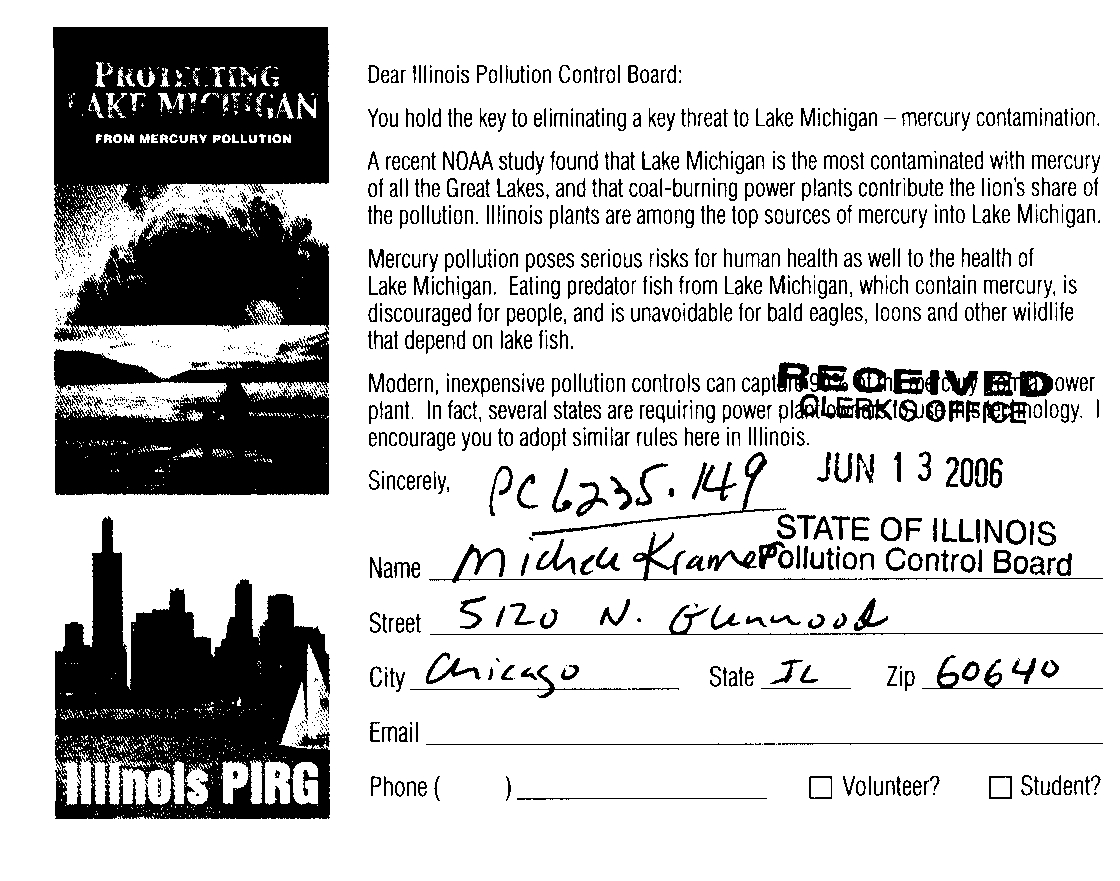 PROTECTING
LAKE MICHIGAN
FROM MERCURY POLLUTION
Illinois PIRG
Dear Illinois Pollution Control Board:
You hold the key to eliminating a key threat to Lake Michigan – mercury contamination.
A recent NOAA study found that Lake Michigan is the most contaminated with mercury
of all the Great Lakes, and that coal-burning power plants contribute the lion's share of
the pollution. Illinois plants are among the top sources of mercury into Lake Michigan.
Mercury pollution poses serious risks for human health as well to the health of
Lake Michigan. Eating predator fish from Lake Michigan, which contain mercury, is
discouraged for people, and is unavoidable for bald eagles, loons and other wildlife
that depend on lake fish.
Modern, inexpensive pollution controls can capture mercury from a power
plant. In fact, several states are requiring power plant technology. I
encourage you to adopt similar rules here in Illinois.
RECEIVED
CLERK'S OFFICE
JUN 13 2006
STATE OF ILLINOIS
Pollution Control Board
Sincerely,
PC6235.149
Name Kramer
Street 5120 N. Glenwood
City Chicago State IL Zip 60640
Email
Phone ( )
Volunteer? Student?